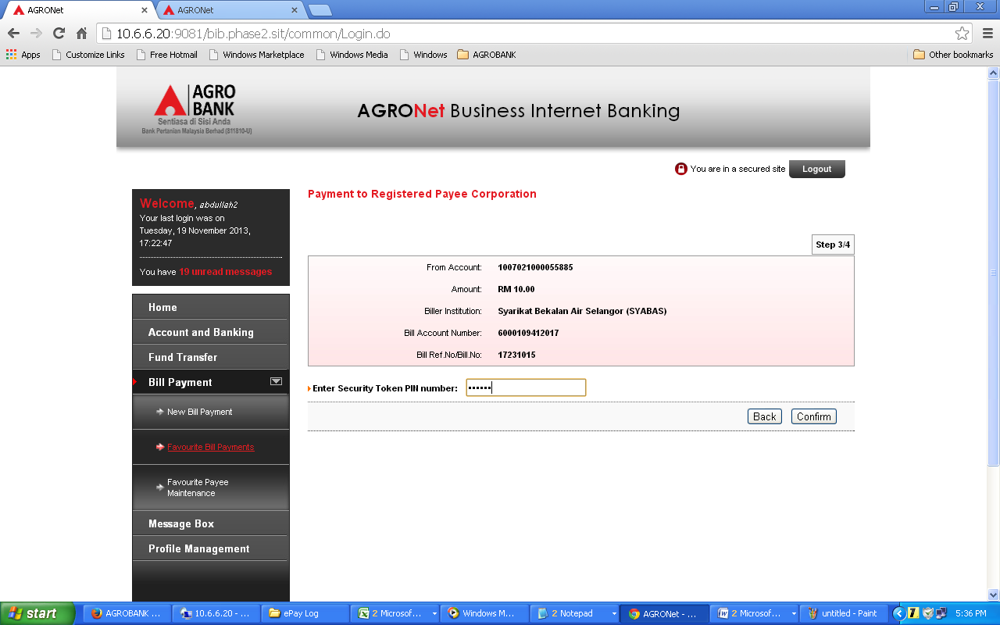 AGRONet
AGRONet
10.6.6.20:9081/bib.phase2.sit/common/Login.do
Apps
Customize Links
Free Hotmail
Windows Marketplace
Windows Media
Windows
AGROBANK
Other bookmarks
AGRO
BANK
Sentiasa di Sisi Anda
Bank Pertanian Malaysia Berhad (811810-U)
AGRONet Business Internet Banking
You are in a secured site
Logout
Welcome, abdullah2
Your last login was on
Tuesday, 19 November 2013,
17:22:47
You have 19 unread messages
Home
Account and Banking
Fund Transfer
Bill Payment
New Bill Payment
Favourite Bill Payments
Favourite Payee
Maintenance
Message Box
Profile Management
Payment to Registered Payee Corporation
Step 3/4
From Account: 1007021000055885
Amount: RM 10.00
Biller Institution: Syarikat Bekalan Air Selangor (SYABAS)
Bill Account Number: 6000109412017
Bill Ref.No/Bill.No: 17231015
Enter Security Token PIN number: ••••••
Back
Confirm
start
AGROBANK ...
10.6.6.20 - ...
ePay Log
2 Microsof...
Windows M...
2 Notepad
AGRONet - ...
2 Microsof...
untitled - Paint
5:36 PM